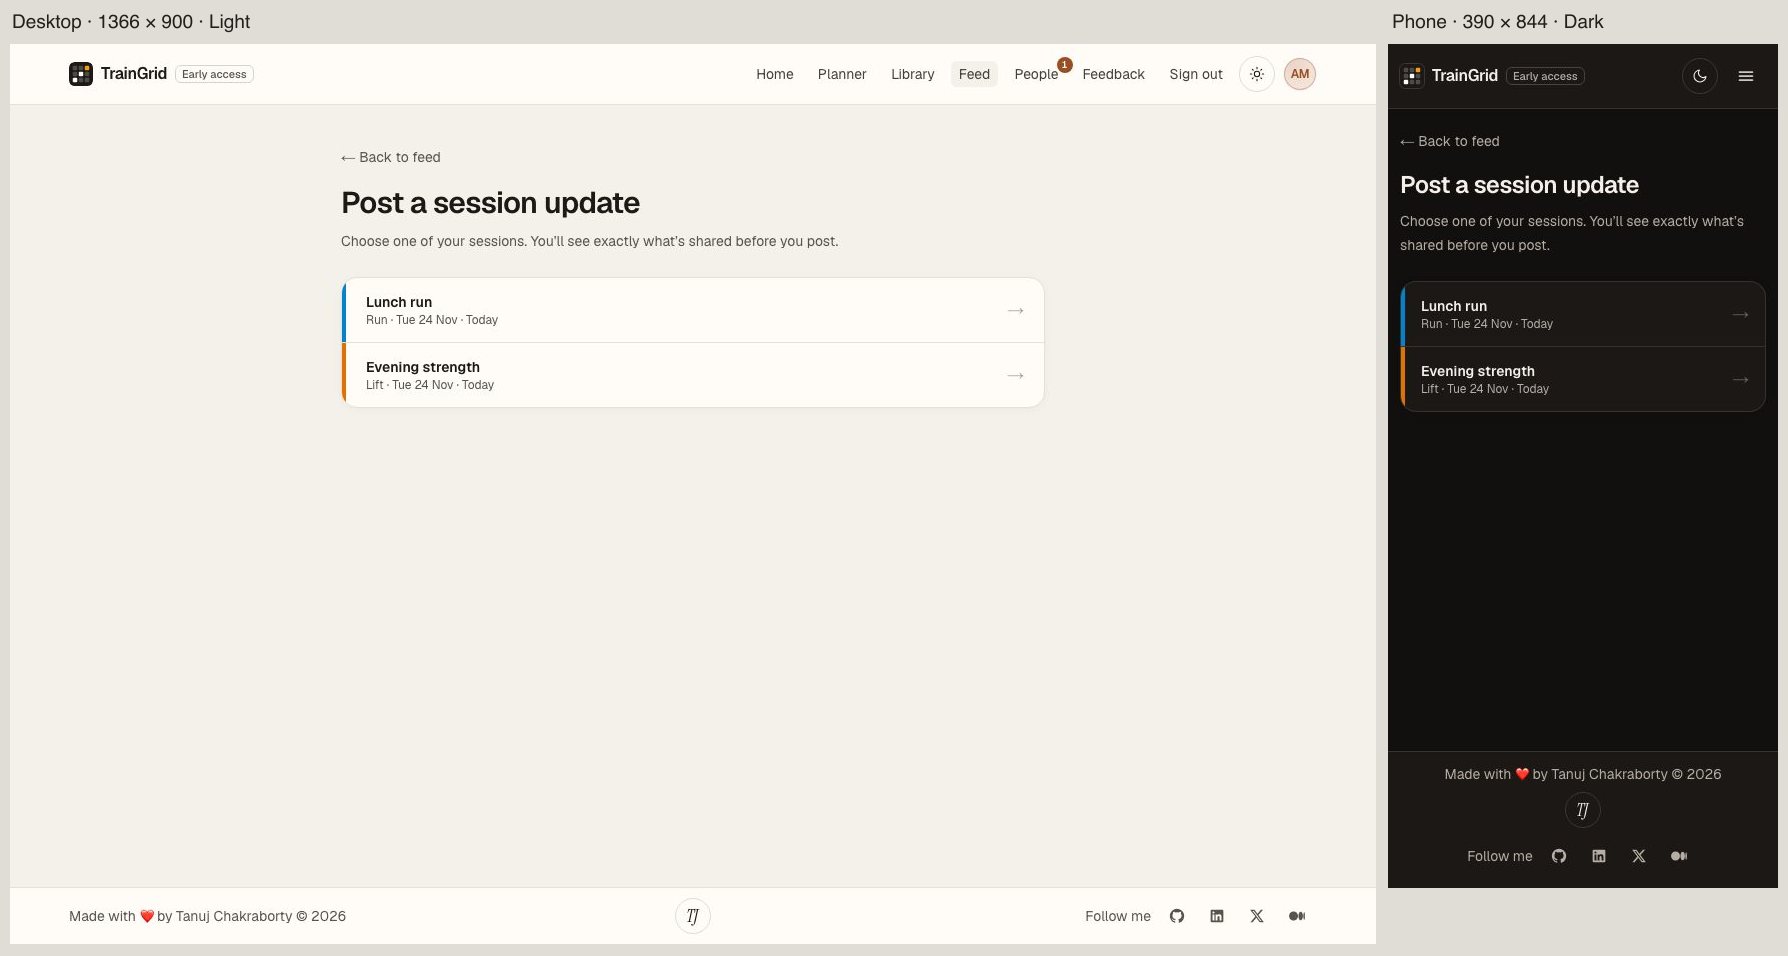 Desktop · 1366 × 900 · Light
TrainGrid Early access
Home Planner Library Feed People 1 Feedback Sign out AM
← Back to feed
Post a session update
Choose one of your sessions. You’ll see exactly what’s shared before you post.
Lunch run
Run · Tue 24 Nov · Today →
Evening strength
Lift · Tue 24 Nov · Today →
Made with ❤️ by Tanuj Chakraborty © 2026
TJ
Follow me
Phone · 390 × 844 · Dark
TrainGrid Early access
← Back to feed
Post a session update
Choose one of your sessions. You’ll see exactly what’s
shared before you post.
Lunch run
Run · Tue 24 Nov · Today →
Evening strength
Lift · Tue 24 Nov · Today →
Made with ❤️ by Tanuj Chakraborty © 2026
TJ
Follow me